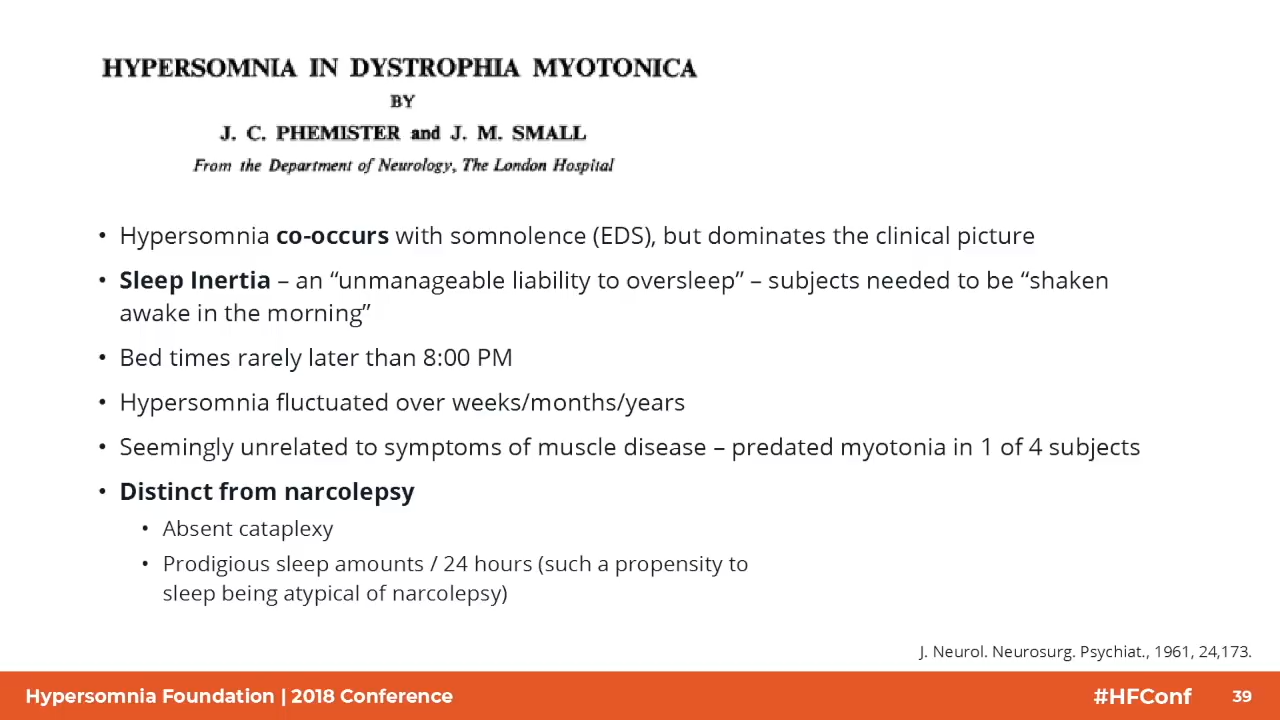 HYPERSOMNIA IN DYSTROPHIA MYOTONICA
BY
J. C. PHEMISTER and J. M. SMALL
From the Department of Neurology, The London Hospital
• Hypersomnia co-occurs with somnolence (EDS), but dominates the clinical picture
• Sleep Inertia – an “unmanageable liability to oversleep” – subjects needed to be “shaken
awake in the morning”
• Bed times rarely later than 8:00 PM
• Hypersomnia fluctuated over weeks/months/years
• Seemingly unrelated to symptoms of muscle disease – predated myotonia in 1 of 4 subjects
• Distinct from narcolepsy
• Absent cataplexy
• Prodigious sleep amounts / 24 hours (such a propensity to
sleep being atypical of narcolepsy)
J. Neurol. Neurosurg. Psychiat., 1961, 24,173.
Hypersomnia Foundation | 2018 Conference
#HFConf 39